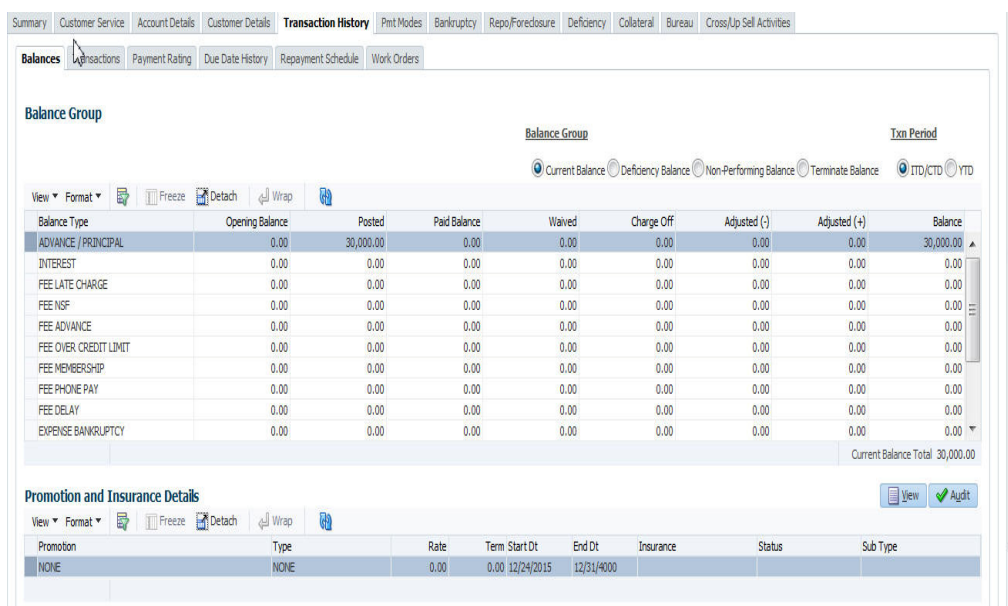 Summary Customer Service Account Details Customer Details Transaction History Pmt Modes Bankruptcy Repo/Foreclosure Deficiency Collateral Bureau Cross/Up Sell Activities
Balances Transactions Payment Rating Due Date History Repayment Schedule Work Orders
Balance Group
Balance Group Txn Period
Current Balance Deficiency Balance Non-Performing Balance Terminate Balance ITD/CTD YTD
View Format Freeze Detach Wrap
Balance Type Opening Balance Posted Paid Balance Waived Charge Off Adjusted (-) Adjusted (+) Balance
ADVANCE / PRINCIPAL 0.00 30,000.00 0.00 0.00 0.00 0.00 0.00 30,000.00
INTEREST 0.00 0.00 0.00 0.00 0.00 0.00 0.00 0.00
FEE LATE CHARGE 0.00 0.00 0.00 0.00 0.00 0.00 0.00 0.00
FEE NSF 0.00 0.00 0.00 0.00 0.00 0.00 0.00 0.00
FEE ADVANCE 0.00 0.00 0.00 0.00 0.00 0.00 0.00 0.00
FEE OVER CREDIT LIMIT 0.00 0.00 0.00 0.00 0.00 0.00 0.00 0.00
FEE MEMBERSHIP 0.00 0.00 0.00 0.00 0.00 0.00 0.00 0.00
FEE PHONE PAY 0.00 0.00 0.00 0.00 0.00 0.00 0.00 0.00
FEE DELAY 0.00 0.00 0.00 0.00 0.00 0.00 0.00 0.00
EXPENSE BANKRUPTCY 0.00 0.00 0.00 0.00 0.00 0.00 0.00 0.00
Current Balance Total 30,000.00
Promotion and Insurance Details View Audit
View Format Freeze Detach Wrap
Promotion Type Rate Term Start Dt End Dt Insurance Status Sub Type
NONE NONE 0.00 0.00 12/24/2015 12/31/4000